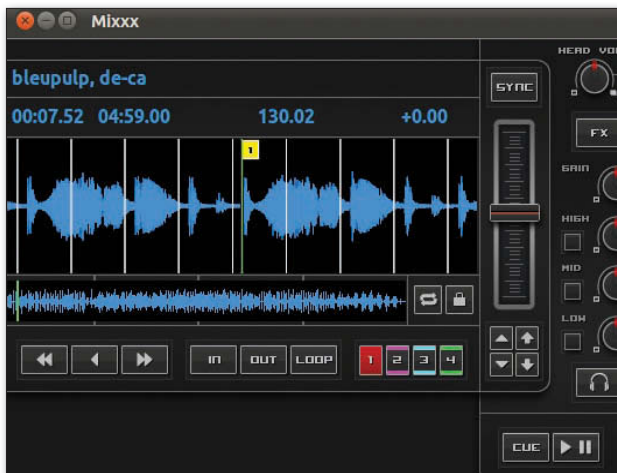 Mixxx
HEAD VO
bleupulp, de-ca
SYNC
00:07.52 04:59.00 130.02 +0.00
FX
1
GAIN
HIGH
MID
LOW
IN OUT LOOP 1 2 3 4
CUE